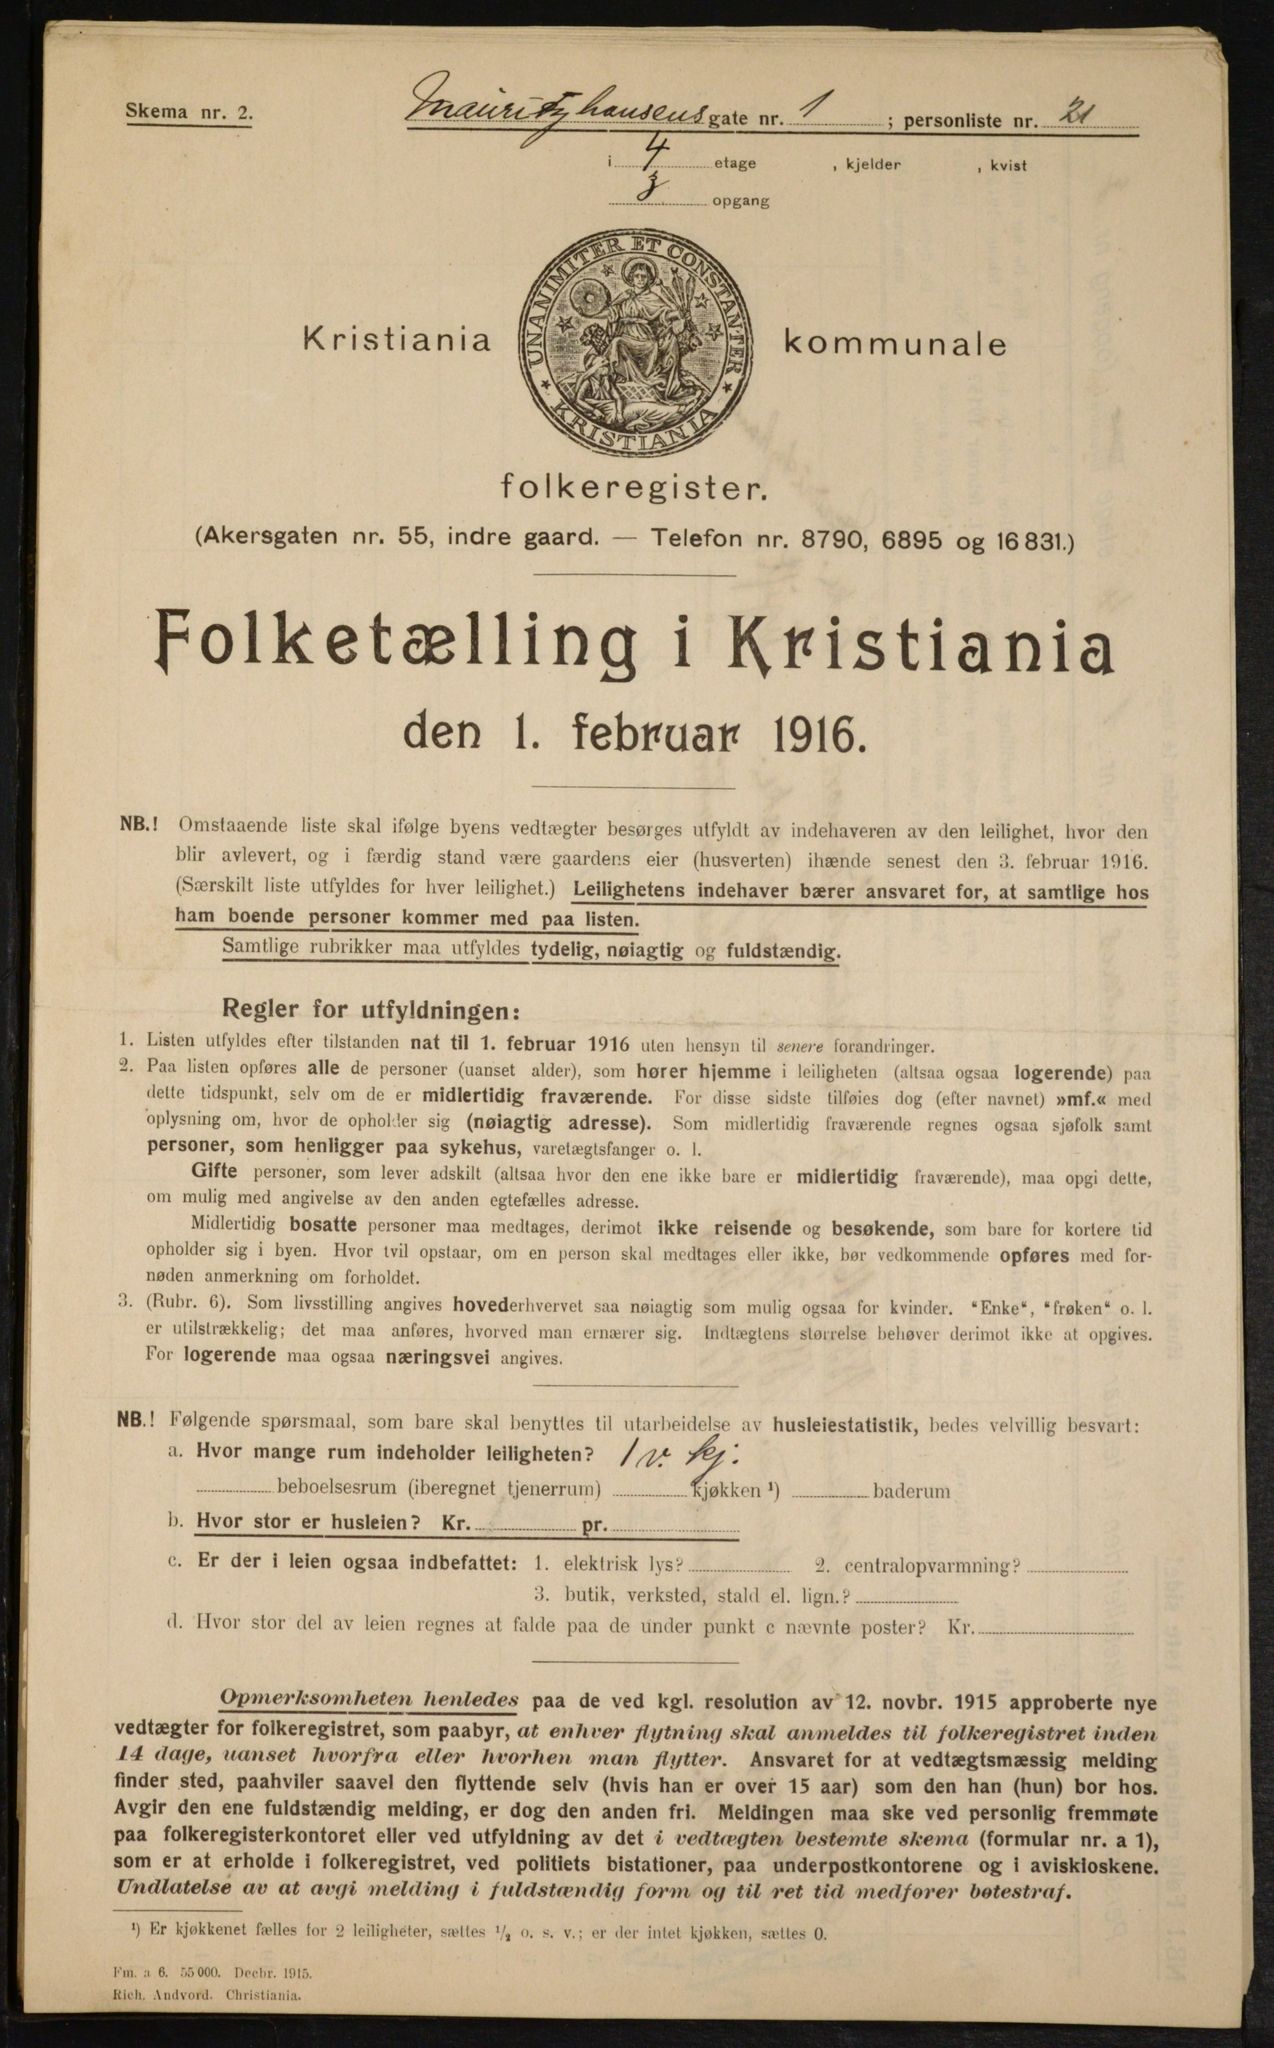 Skema nr. 2.
Mauritzhansens gate nr. 1 ; personliste nr. 21
i 4 etage , kjelder , kvist
3 opgang
UNANIMITER ET CONSTANTER
Kristiania kommunale
★ KRISTIANIA ★
folkeregister.
(Akersgaten nr. 55, indre gaard. — Telefon nr. 8790, 6895 og 16 831.)
Folketælling i Kristiania
den 1. februar 1916.
NB.! Omstaaende liste skal ifølge byens vedtægter besørges utfyldt av indehaveren av den leilighet, hvor den
blir avlevert, og i færdig stand være gaardens eier (husverten) ihænde senest den 3. februar 1916.
(Særskilt liste utfyldes for hver leilighet.) Leilighetens indehaver bærer ansvaret for, at samtlige hos
ham boende personer kommer med paa listen.
Samtlige rubrikker maa utfyldes tydelig, nøiagtig og fuldstændig.
Regler for utfyldningen:
1. Listen utfyldes efter tilstanden nat til 1. februar 1916 uten hensyn til senere forandringer.
2. Paa listen opføres alle de personer (uanset alder), som hører hjemme i leiligheten (altsaa ogsaa logerende) paa
dette tidspunkt, selv om de er midlertidig fraværende. For disse sidste tilføies dog (efter navnet) »mf.« med
oplysning om, hvor de opholder sig (nøiagtig adresse). Som midlertidig fraværende regnes ogsaa sjøfolk samt
personer, som henligger paa sykehus, varetægtsfanger o. l.
Gifte personer, som lever adskilt (altsaa hvor den ene ikke bare er midlertidig fraværende), maa opgi dette,
om mulig med angivelse av den anden egtefælles adresse.
Midlertidig bosatte personer maa medtages, derimot ikke reisende og besøkende, som bare for kortere tid
opholder sig i byen. Hvor tvil opstaar, om en person skal medtages eller ikke, bør vedkommende opføres med for-
nøden anmerkning om forholdet.
3. (Rubr. 6). Som livsstilling angives hovederhvervet saa nøiagtig som mulig ogsaa for kvinder. "Enke", "frøken" o. l.
er utilstrækkelig; det maa anføres, hvorved man ernærer sig. Indtægtens størrelse behøver derimot ikke at opgives.
For logerende maa ogsaa næringsvei angives.
NB.! Følgende spørsmaal, som bare skal benyttes til utarbeidelse av husleiestatistik, bedes velvillig besvart:
a. Hvor mange rum indeholder leiligheten? 1 v. kj.
beboelsesrum (iberegnet tjenerrum) kjøkken ¹) baderum
b. Hvor stor er husleien? Kr. pr.
c. Er der i leien ogsaa indbefattet: 1. elektrisk lys? 2. centralopvarmning?
3. butik, verksted, stald el. lign.?
d. Hvor stor del av leien regnes at falde paa de under punkt c nævnte poster? Kr.
Opmerksomheten henledes paa de ved kgl. resolution av 12. novbr. 1915 approberte nye
vedtægter for folkeregistret, som paabyr, at enhver flytning skal anmeldes til folkeregistret inden
14 dage, uanset hvorfra eller hvorhen man flytter. Ansvaret for at vedtægtsmæssig melding
finder sted, paahviler saavel den flyttende selv (hvis han er over 15 aar) som den han (hun) bor hos.
Avgir den ene fuldstændig melding, er dog den anden fri. Meldingen maa ske ved personlig fremmøte
paa folkeregisterkontoret eller ved utfyldning av det i vedtægten bestemte skema (formular nr. a 1),
som er at erholde i folkeregistret, ved politiets bistationer, paa underpostkontorene og i aviskioskene.
Undlatelse av at avgi melding i fuldstændig form og til ret tid medfører bøtestraf.
¹) Er kjøkkenet fælles for 2 leiligheter, sættes ½ o. s. v.; er der intet kjøkken, sættes 0.
Fm. a 6. 55 000. Decbr. 1915.
Rich. Andvord. Christiania.